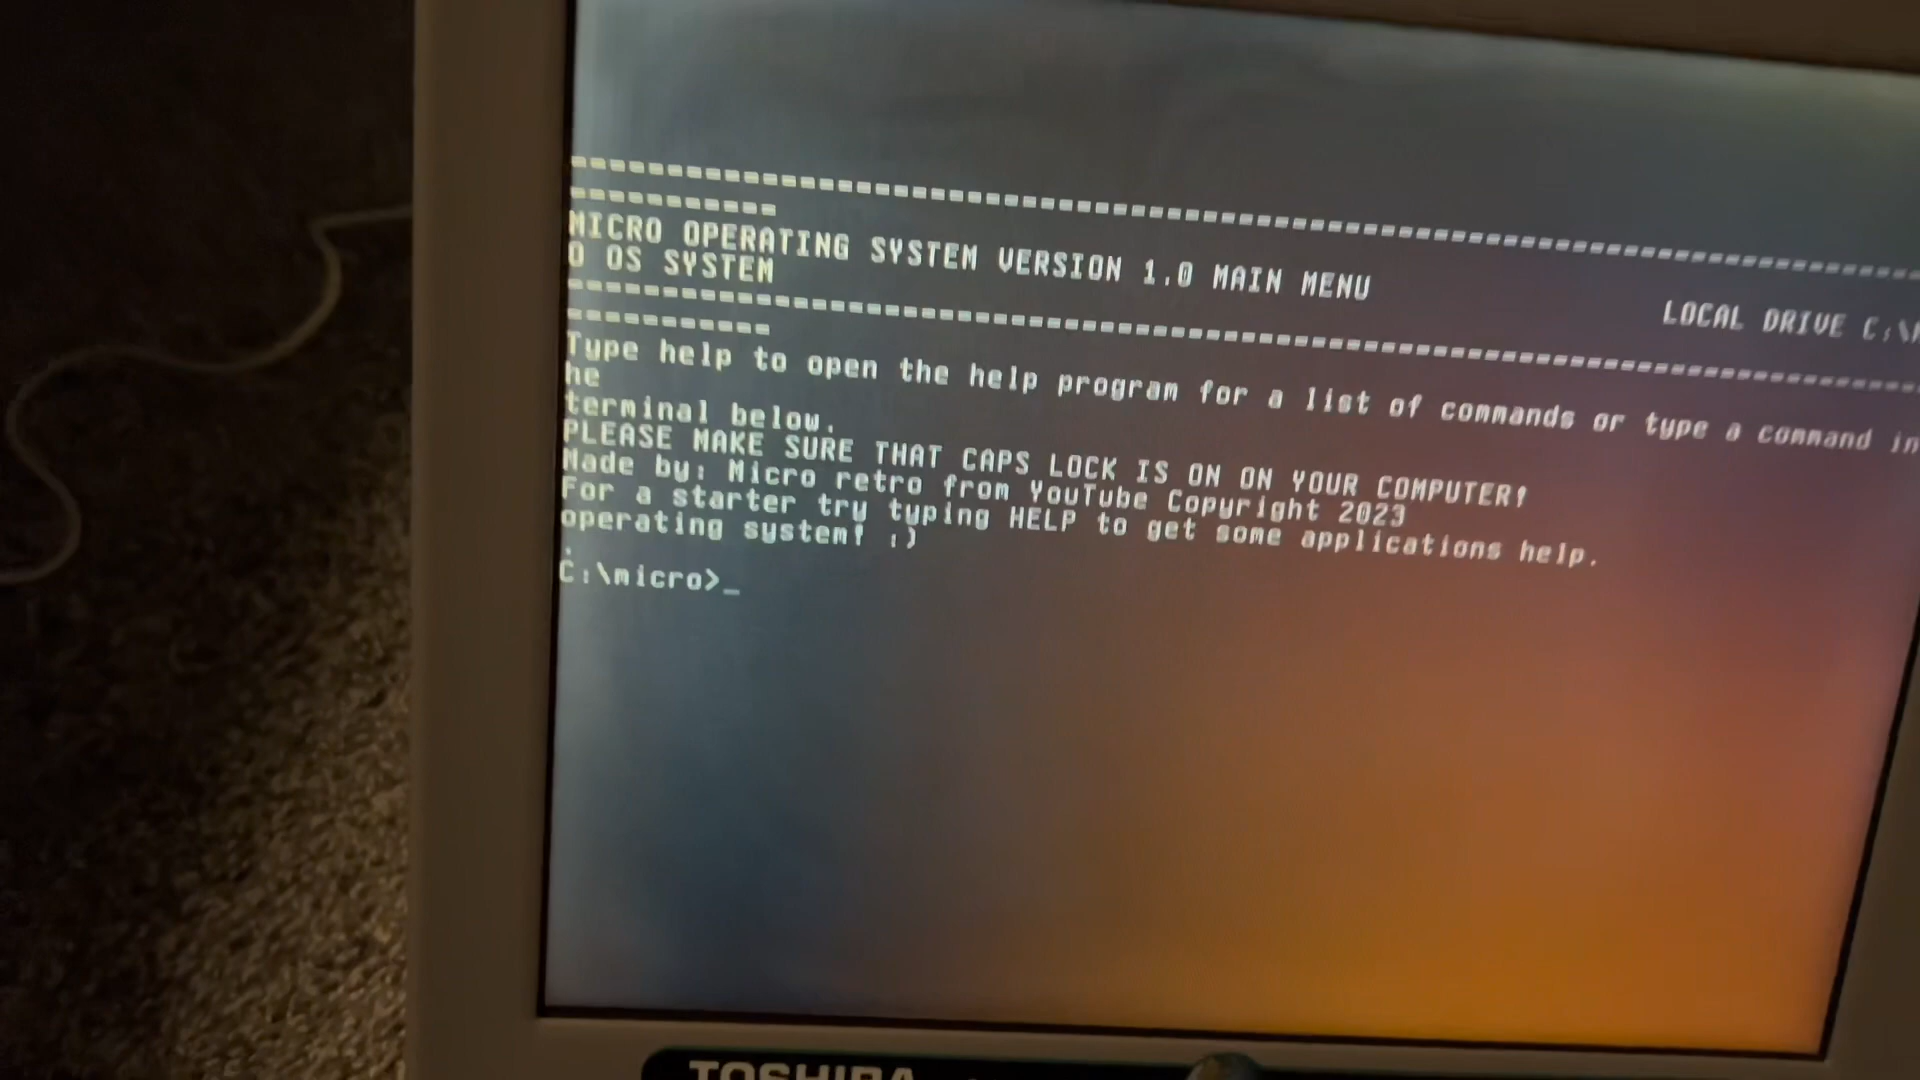 ================================================================================
===========
MICRO OPERATING SYSTEM VERSION 1.0 MAIN MENU LOCAL DRIVE C:\
O OS SYSTEM
================================================================================
===========
Type help to open the help program for a list of commands or type a command in
he
terminal below.
PLEASE MAKE SURE THAT CAPS LOCK IS ON ON YOUR COMPUTER!
Made by: Micro retro from YouTube Copyright 2023
For a starter try typing HELP to get some applications help.
operating system! :)
.
C:\micro>_
TOSHIBA